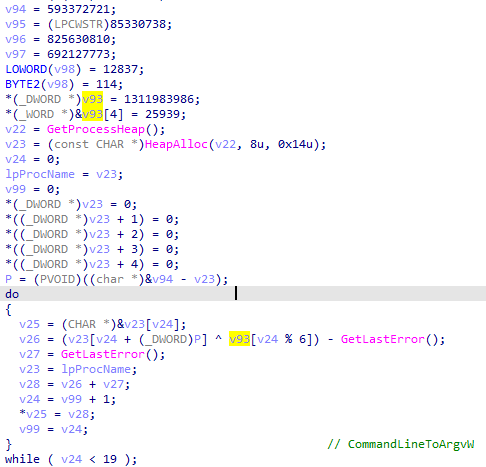 v94 = 593372721;
v95 = (LPCWSTR)85330738;
v96 = 825630810;
v97 = 692127773;
LOWORD(v98) = 12837;
BYTE2(v98) = 114;
*(_DWORD *)v93 = 1311983986;
*(_WORD *)&v93[4] = 25939;
v22 = GetProcessHeap();
v23 = (const CHAR *)HeapAlloc(v22, 8u, 0x14u);
v24 = 0;
lpProcName = v23;
v99 = 0;
*(_DWORD *)v23 = 0;
*((_DWORD *)v23 + 1) = 0;
*((_DWORD *)v23 + 2) = 0;
*((_DWORD *)v23 + 3) = 0;
*((_DWORD *)v23 + 4) = 0;
P = (PVOID)((char *)&v94 - v23);
do
{
v25 = (CHAR *)&v23[v24];
v26 = (v23[v24 + (_DWORD)P] ^ v93[v24 % 6]) - GetLastError();
v27 = GetLastError();
v23 = lpProcName;
v28 = v26 + v27;
v24 = v99 + 1;
*v25 = v28;
v99 = v24;
} // CommandLineToArgvW
while ( v24 < 19 );